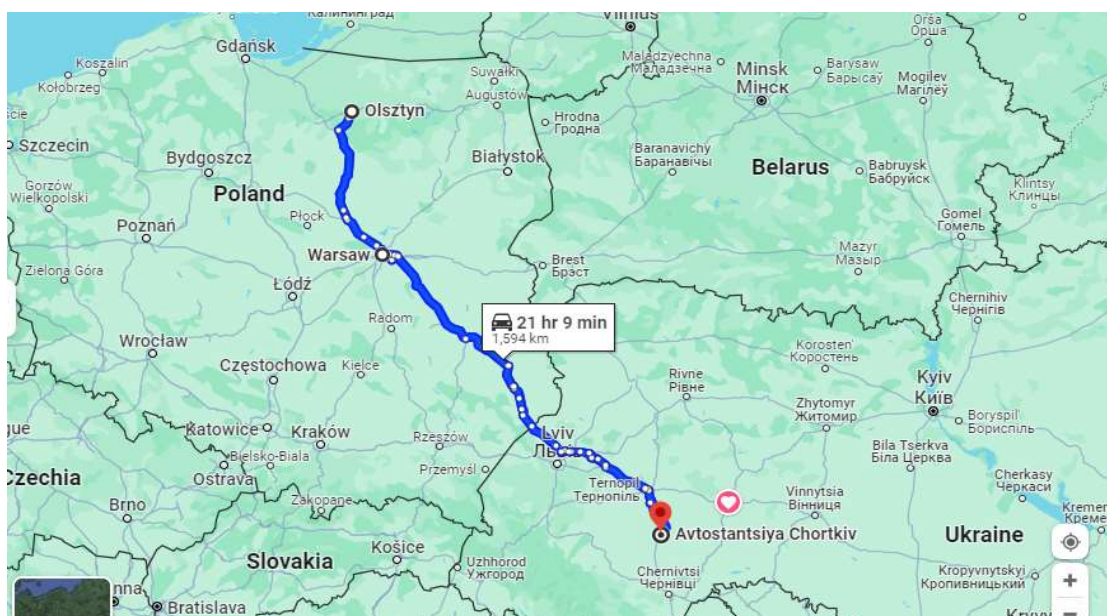 Калининград
Vilnius
Orša
Орша
Koszalin
Gdańsk
Maladzyechna
Маладзечна
Barysaw
Барысаў
Suwałki
Kołobrzeg
Minsk
Мінск
Mogilev
Магілёў
Augustów
Olsztyn
Hrodna
Гродна
Szczecin
Baranavichy
Баранавічы
Białystok
Bydgoszcz
Belarus
Babruysk
Бабруйск
Gorzów
Wielkopolski
Poland
Klintsy
Клинцы
Płock
Gomel
Гомель
Poznań
Mazyr
Мазыр
Warsaw
Brest
Брэст
Zielona Góra
Łódź
Chernihiv
Чернігів
21 hr 9 min
1,594 km
Radom
Wrocław
Korosten'
Коростень
Częstochowa
Kielce
Rivne
Рівне
Kyiv
Київ
Zhytomyr
Житомир
Boryspil'
Бориспіль
Katowice
Kraków
Rzeszów
Lviv
Bila Tserkva
Біла Церква
Bielsko-Biala
Ostrava
Przemyśl
Czechia
Cherkasy
Черкаси
Ternopil
Тернопіль
Zakopane
Vinnytsia
Вінниця
Brno
Avtostantsiya Chortkiv
Ukraine
Slovakia
Košice
Uzhhorod
Ужгород
Chernivtsi
Чернівці
Kropyvnytskyi
Кропивницький
Bratislava